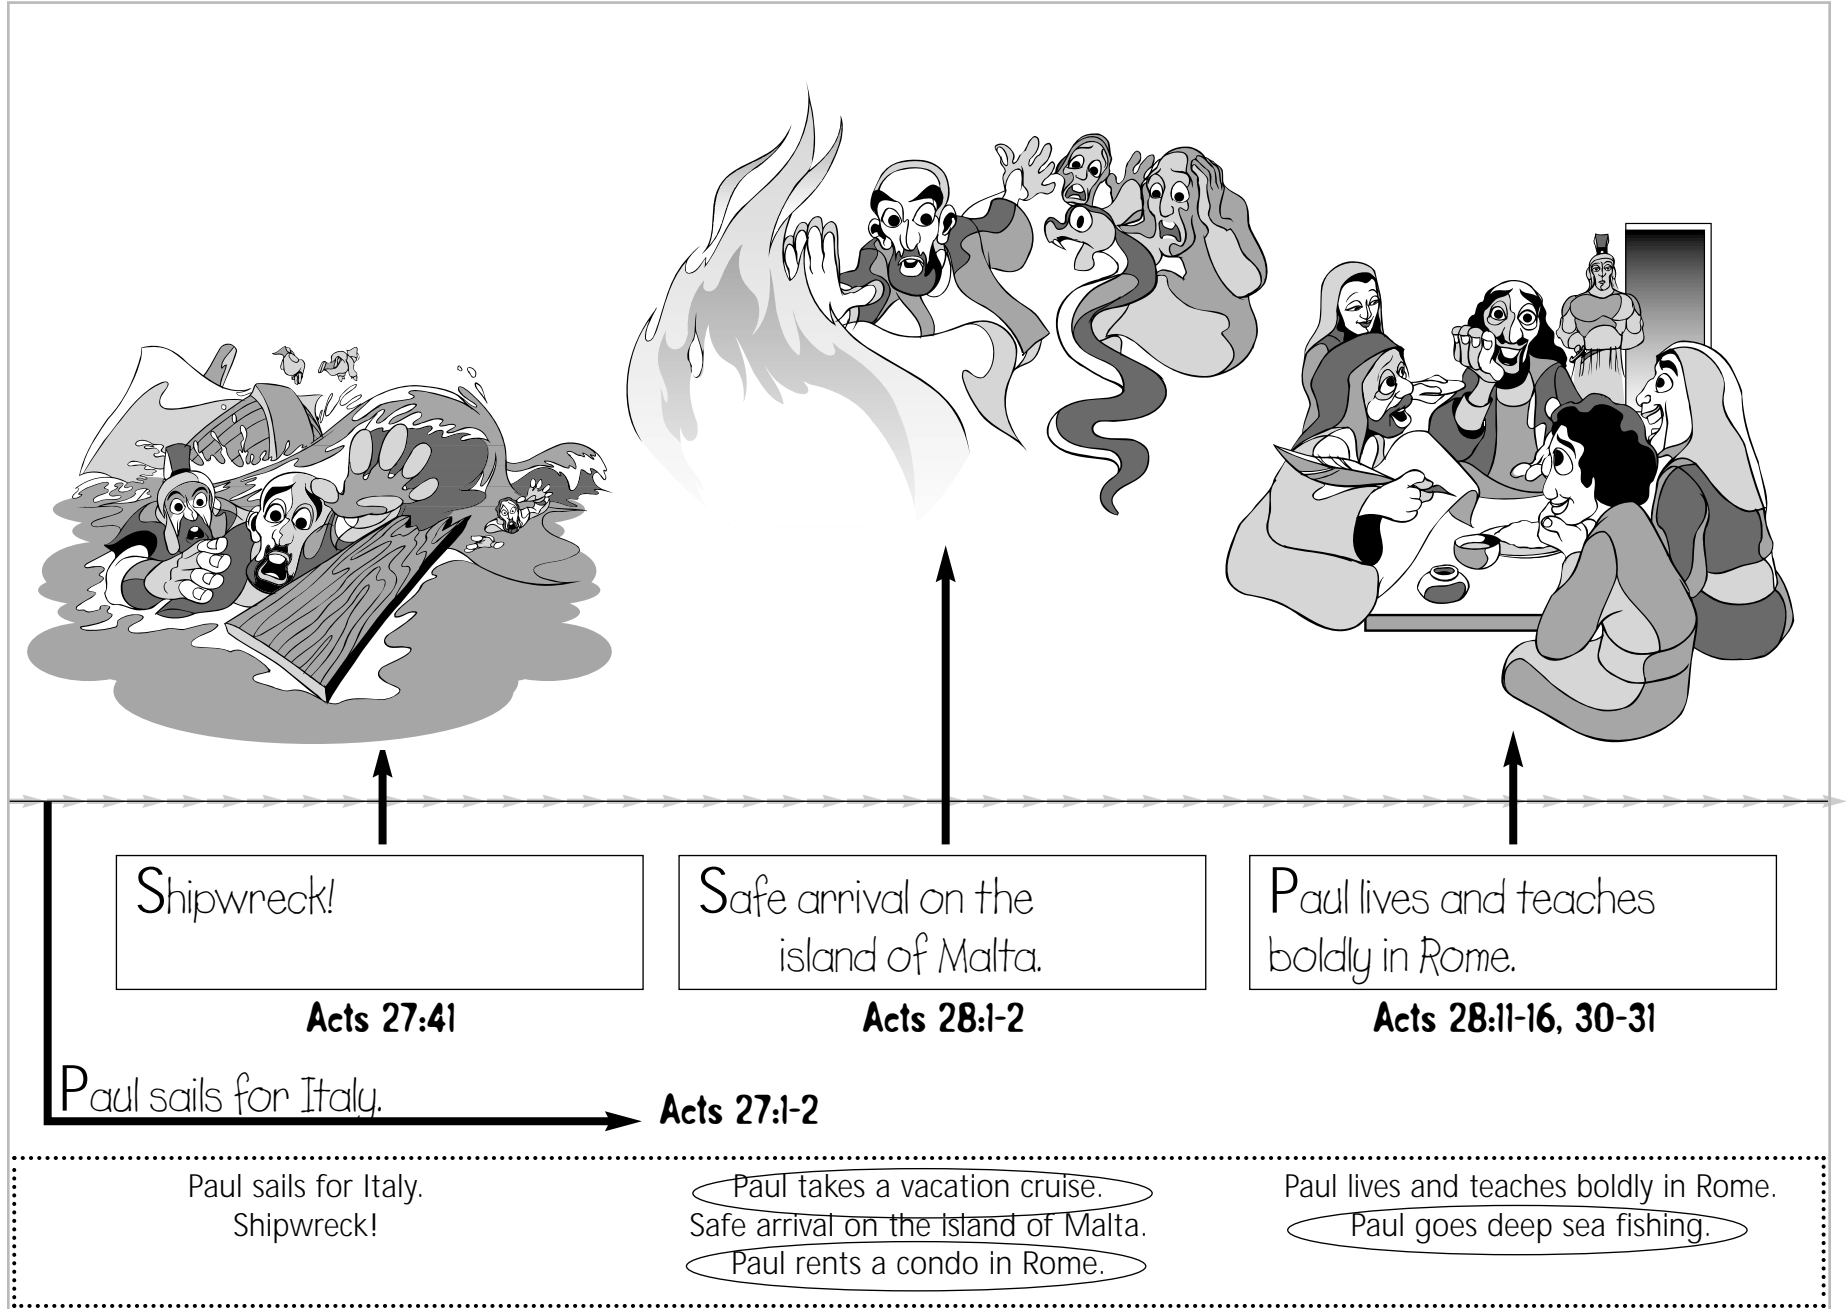 Shipwreck!
Safe arrival on the
island of Malta.
Paul lives and teaches
boldly in Rome.
Acts 27:41
Acts 28:1-2
Acts 28:11-16, 30-31
Paul sails for Italy.
Acts 27:1-2
Paul sails for Italy.
Shipwreck!
Paul takes a vacation cruise.
Safe arrival on the island of Malta.
Paul rents a condo in Rome.
Paul lives and teaches boldly in Rome.
Paul goes deep sea fishing.